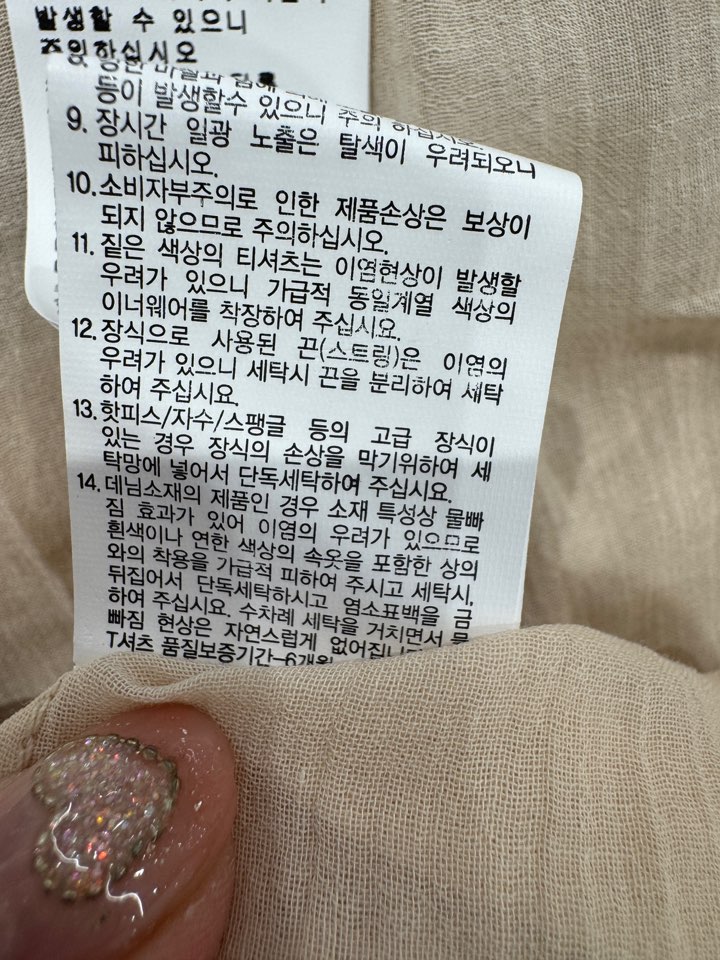 발생할 수 있으니
주의하십시오
등이 발생할수 있으니 주의 하십시오.
9. 장시간 일광 노출은 탈색이 우려되오니
피하십시오.
10. 소비자부주의로 인한 제품손상은 보상이
되지 않으므로 주의하십시오.
11. 짙은 색상의 티셔츠는 이염현상이 발생할
우려가 있으니 가급적 동일계열 색상의
이너웨어를 착장하여 주십시요.
12. 장식으로 사용된 끈(스트링)은 이염의
우려가 있으니 세탁시 끈을 분리하여 세탁
하여 주십시요.
13. 핫피스/자수/스팽글 등의 고급 장식이
있는 경우 장식의 손상을 막기위하여 세
탁망에 넣어서 단독세탁하여 주십시요.
14. 데님소재의 제품인 경우 소재 특성상 물빠
짐 효과가 있어 이염의 우려가 있으므로
흰색이나 연한 색상의 속옷을 포함한 상의
와의 착용을 가급적 피하여 주시고 세탁시,
뒤집어서 단독세탁하시고 염소표백을 금
하여 주십시요. 수차례 세탁을 거치면서 물
빠짐 현상은 자연스럽게 없어집니다
T셔츠 품질보증기간-6개월